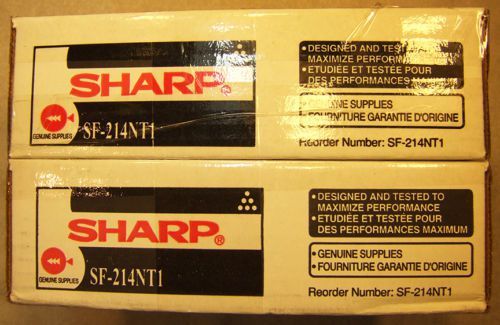 SHARP®
GENUINE SUPPLIES
SF-214NT1
• DESIGNED AND TESTED TO
MAXIMIZE PERFORMANCE
• ETUDIÉE ET TESTÉE POUR
DES PERFORMANCES MAXIMUM
GENUINE SUPPLIES
FOURNITURE GARANTIE D'ORIGINE
Reorder Number: SF-214NT1
SHARP®
GENUINE SUPPLIES
SF-214NT1
• DESIGNED AND TESTED TO
MAXIMIZE PERFORMANCE
• ETUDIÉE ET TESTÉE POUR
DES PERFORMANCES MAXIMUM
• GENUINE SUPPLIES
• FOURNITURE GARANTIE D'ORIGINE
Reorder Number: SF-214NT1